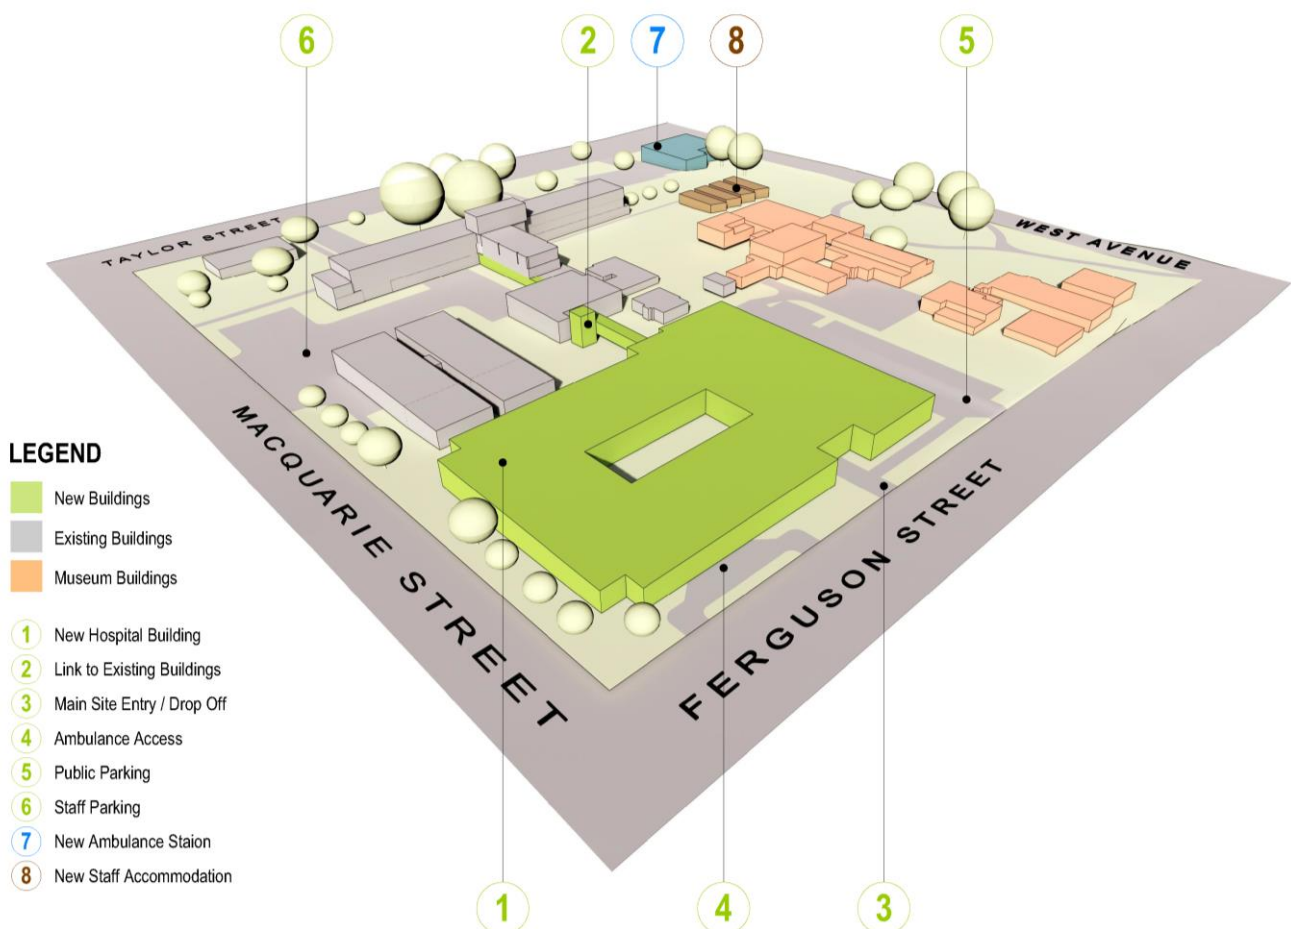 6
2
7
8
5
TAYLOR STREET
WEST AVENUE
MACQUARIE STREET
FERGUSON STREET
LEGEND
New Buildings
Existing Buildings
Museum Buildings
1 New Hospital Building
2 Link to Existing Buildings
3 Main Site Entry / Drop Off
4 Ambulance Access
5 Public Parking
6 Staff Parking
7 New Ambulance Staion
8 New Staff Accommodation
1
4
3